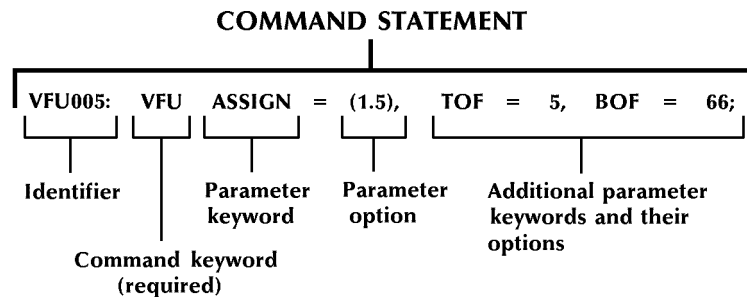 COMMAND STATEMENT
VFU005: VFU ASSIGN = (1.5), TOF = 5, BOF = 66;
Identifier
Parameter keyword
Parameter option
Additional parameter keywords and their options
Command keyword (required)